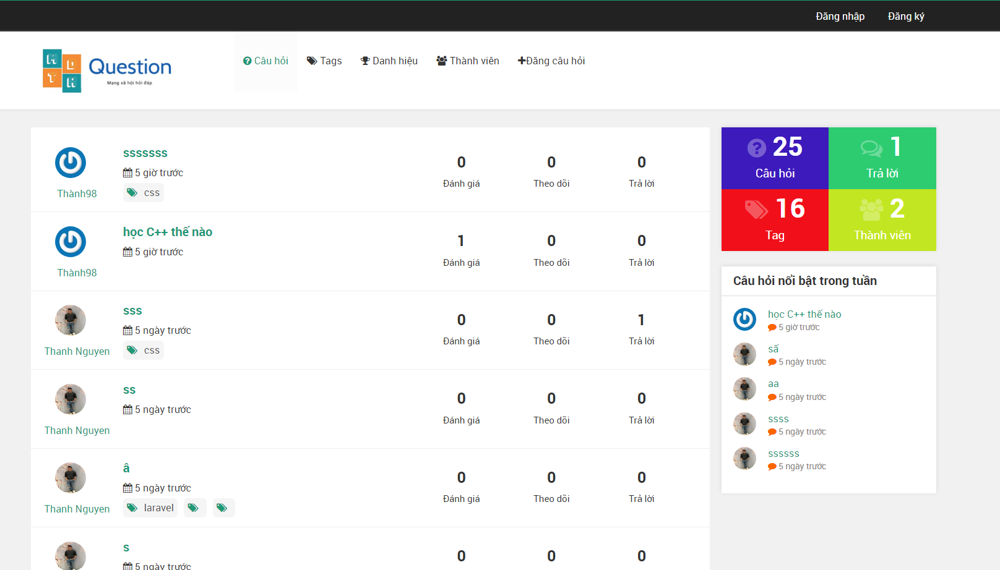 Đăng nhập Đăng ký
M D T H
Question
Mạng xã hội hỏi đáp
Câu hỏi Tags Danh hiệu Thành viên Đăng câu hỏi
sssssss
5 giờ trước
css
Thành98
0 0 0
Đánh giá Theo dõi Trả lời
học C++ thế nào
5 giờ trước
Thành98
1 0 0
Đánh giá Theo dõi Trả lời
sss
5 ngày trước
css
Thanh Nguyen
0 0 1
Đánh giá Theo dõi Trả lời
ss
5 ngày trước
Thanh Nguyen
0 0 0
Đánh giá Theo dõi Trả lời
â
5 ngày trước
laravel
Thanh Nguyen
0 0 0
Đánh giá Theo dõi Trả lời
s
5 ngày trước
0 0 0
25
Câu hỏi
1
Trả lời
16
Tag
2
Thành viên
Câu hỏi nổi bật trong tuần
học C++ thế nào
5 giờ trước
sấ
5 ngày trước
aa
5 ngày trước
ssss
5 ngày trước
ssssss
5 ngày trước